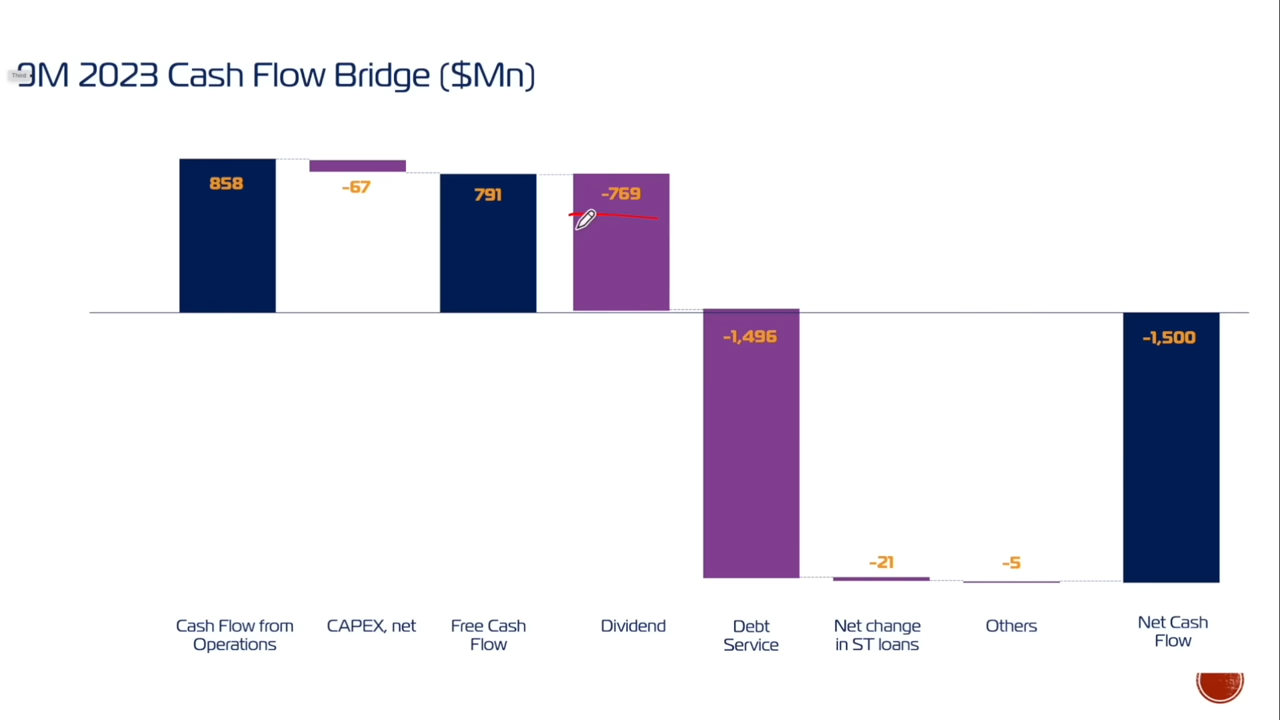 Third
9M 2023 Cash Flow Bridge ($Mn)
858
-67
791
-769
-1,496
-21
-5
-1,500
Cash Flow from
Operations
CAPEX, net
Free Cash
Flow
Dividend
Debt
Service
Net change
in ST loans
Others
Net Cash
Flow